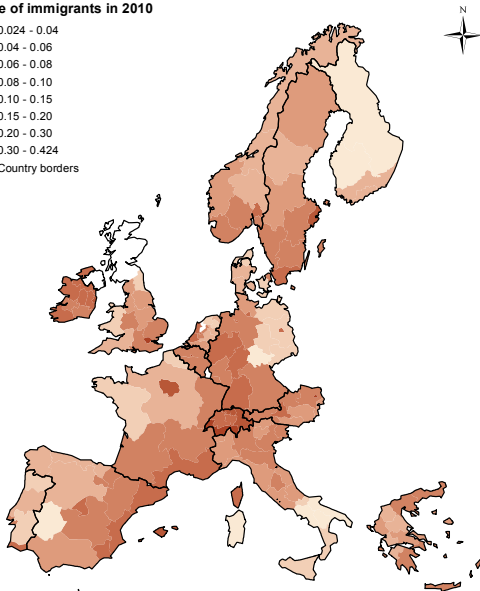 e of immigrants in 2010
N
0.024 - 0.04
0.04 - 0.06
0.06 - 0.08
0.08 - 0.10
0.10 - 0.15
0.15 - 0.20
0.20 - 0.30
0.30 - 0.424
Country borders